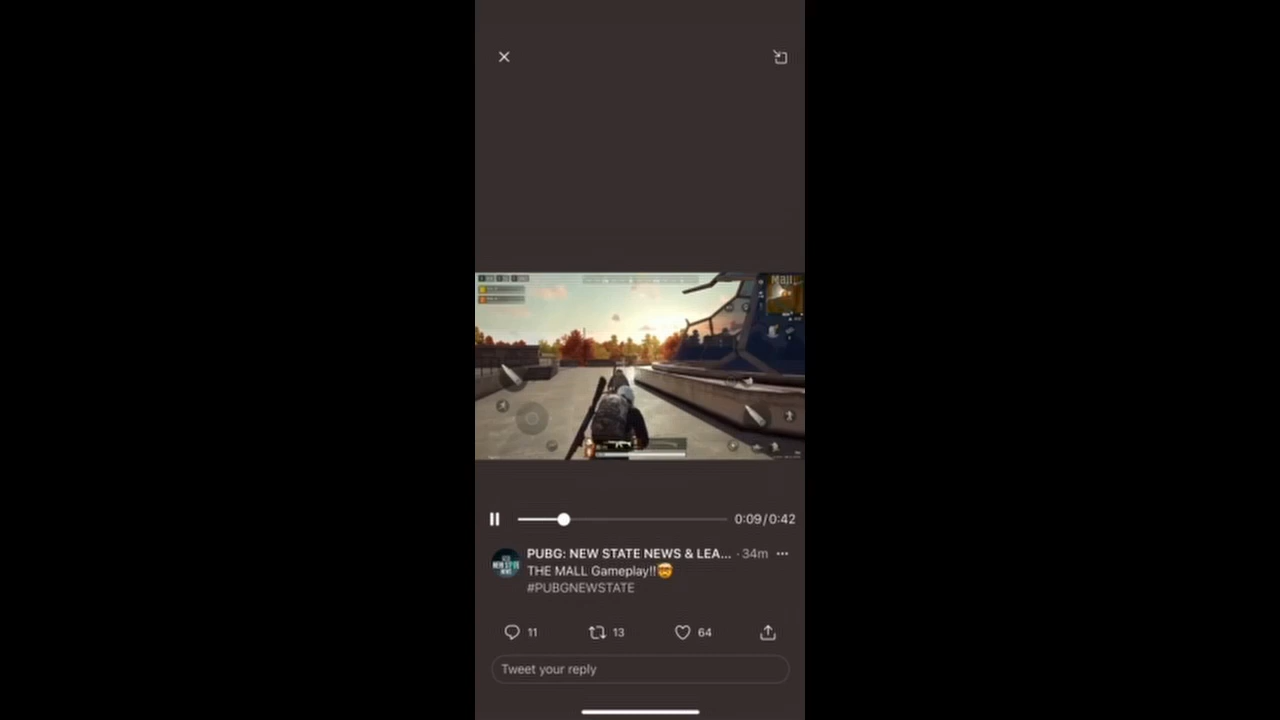 Mall
0:09/0:42
PUBG: NEW STATE NEWS & LEA... · 34m
THE MALL Gameplay!!🤯
#PUBGNEWSTATE
11 13 64
Tweet your reply